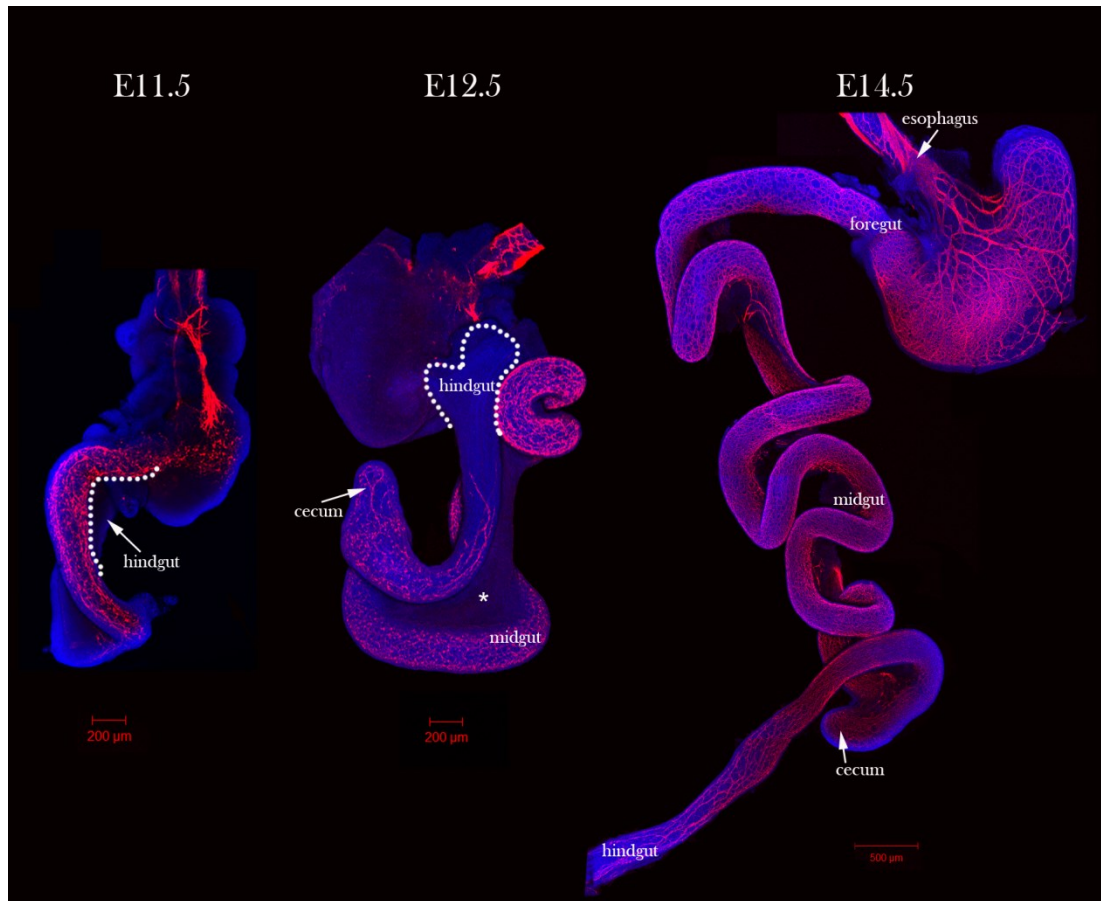 E11.5
E12.5
E14.5
esophagus
foregut
hindgut
cecum
hindgut
midgut
*
midgut
cecum
hindgut
200 µm
200 µm
500 µm